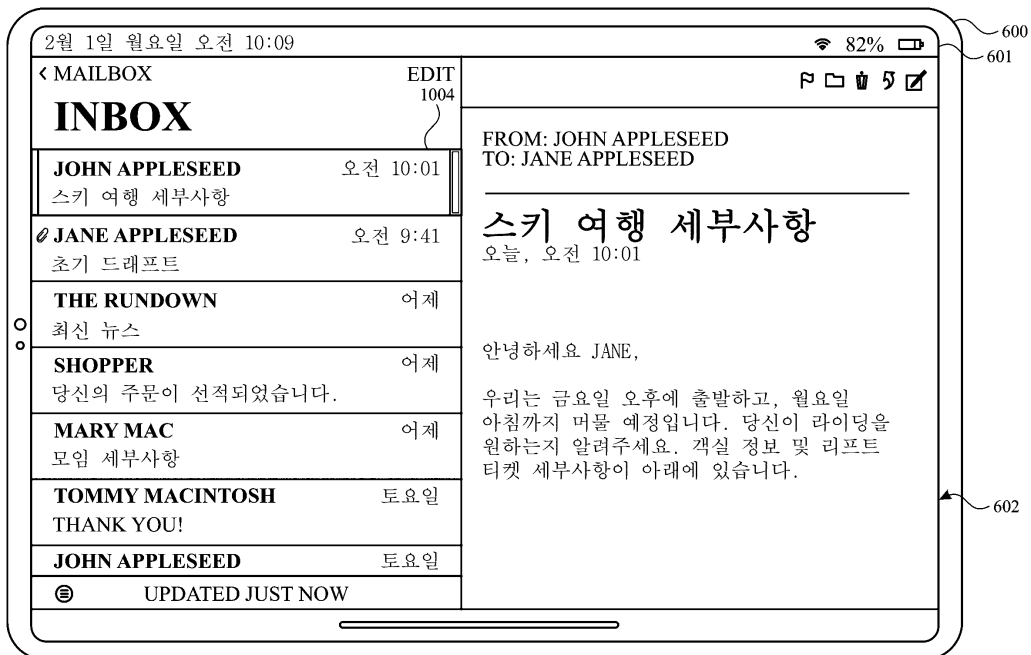 2월 1일 월요일 오전 10:09
82%
600
601
< MAILBOX
EDIT
1004
INBOX
JOHN APPLESEED 오전 10:01
스키 여행 세부사항
JANE APPLESEED 오전 9:41
초기 드래프트
THE RUNDOWN 어제
최신 뉴스
SHOPPER 어제
당신의 주문이 선적되었습니다.
MARY MAC 어제
모임 세부사항
TOMMY MACINTOSH 토요일
THANK YOU!
JOHN APPLESEED 토요일
UPDATED JUST NOW
FROM: JOHN APPLESEED
TO: JANE APPLESEED
스키 여행 세부사항
오늘, 오전 10:01
안녕하세요 JANE,
우리는 금요일 오후에 출발하고, 월요일
아침까지 머물 예정입니다. 당신이 라이딩을
원하는지 알려주세요. 객실 정보 및 리프트
티켓 세부사항이 아래에 있습니다.
602